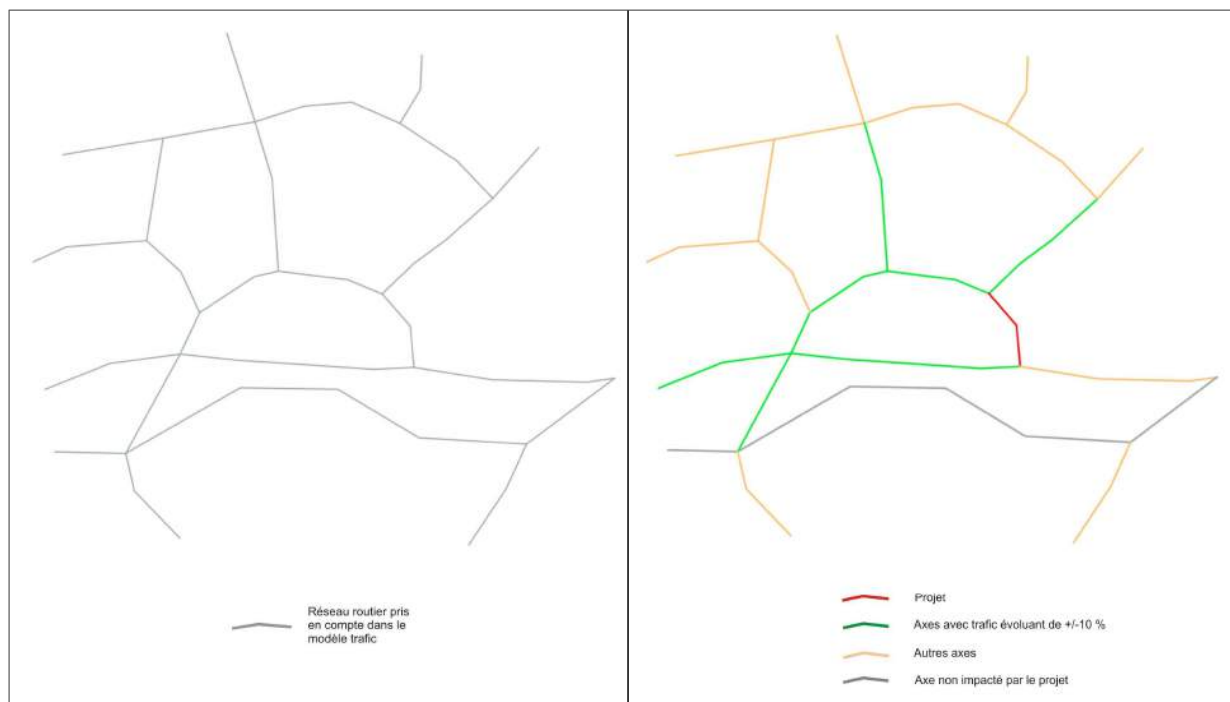 Réseau routier pris
en compte dans le
modèle trafic
Projet
Axes avec trafic évoluant de +/-10 %
Autres axes
Axe non impacté par le projet